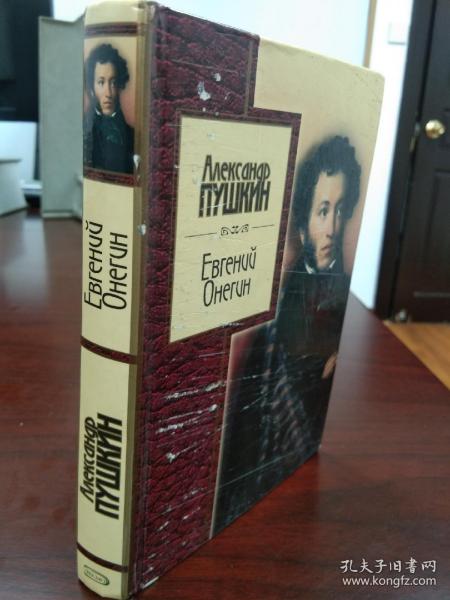 Александр
ПУШКИН
Евгений
Онегин
Евгений
Онегин
Александр
ПУШКИН
孔夫子旧书网
www.kongfz.com